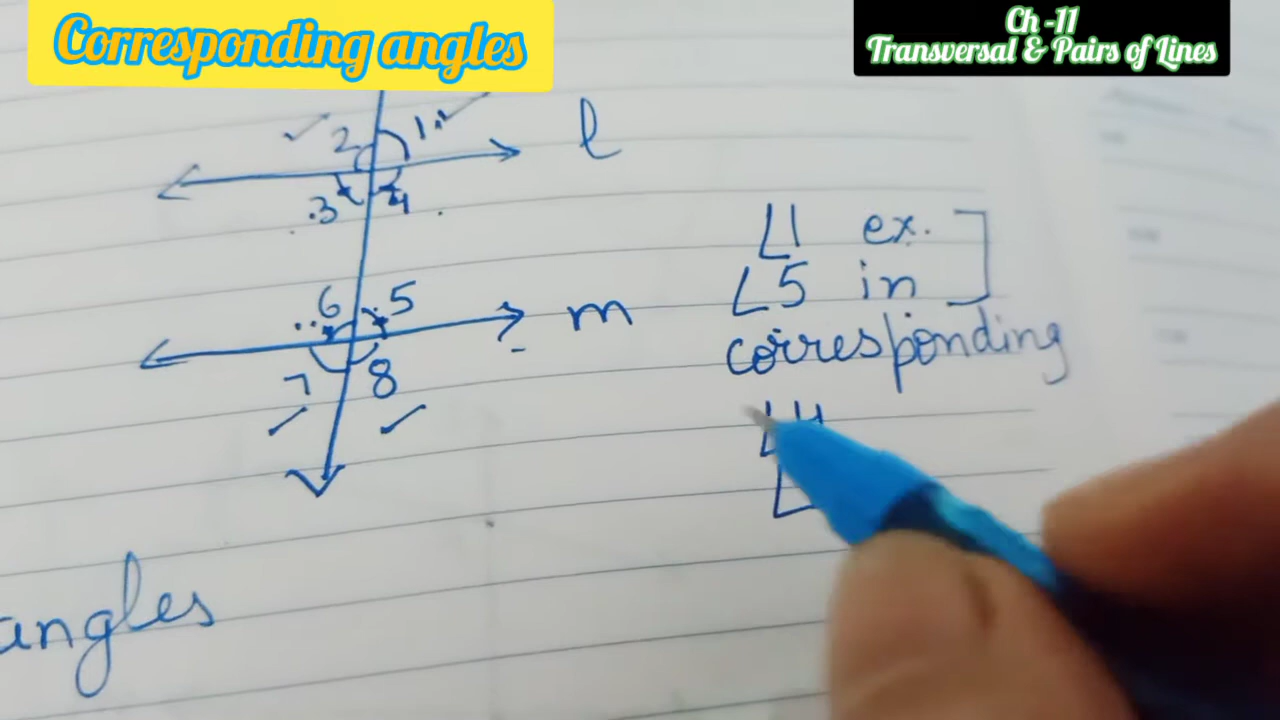 Corresponding angles
Ch -11
Transversal & Pairs of Lines
2 1
l
3 4
∠1 ex.
∠5 in
6 5
m
corresponding
7 8
∠4
∠
angles